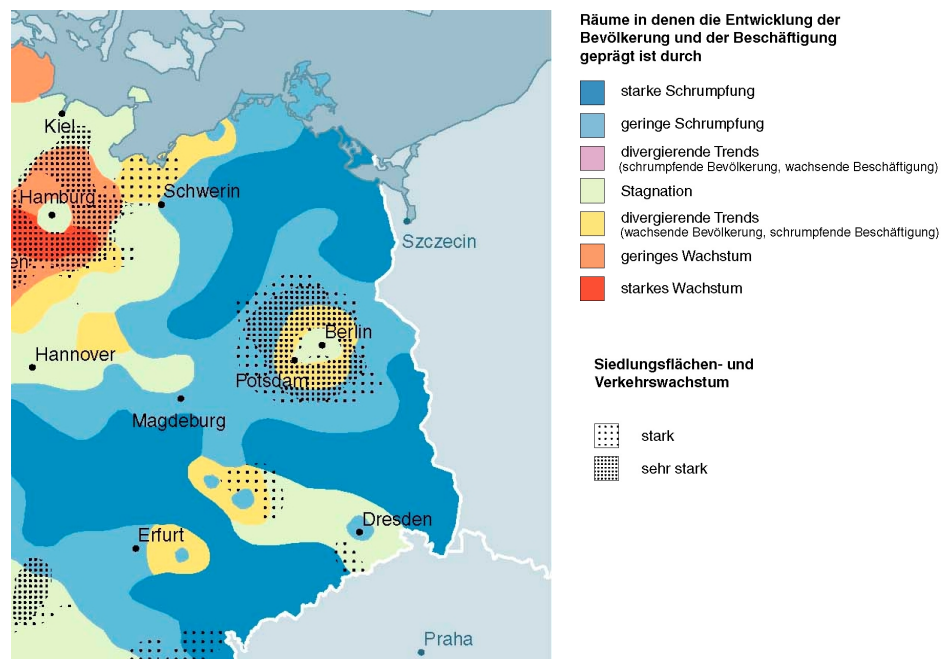 Räume in denen die Entwicklung der
Bevölkerung und der Beschäftigung
geprägt ist durch
starke Schrumpfung
geringe Schrumpfung
divergierende Trends
(schrumpfende Bevölkerung, wachsende Beschäftigung)
Stagnation
divergierende Trends
(wachsende Bevölkerung, schrumpfende Beschäftigung)
geringes Wachstum
starkes Wachstum
Siedlungsflächen- und
Verkehrswachstum
stark
sehr stark
Kiel
Schwerin
Hamburg
Szczecin
en
Berlin
Hannover
Potsdam
Magdeburg
Dresden
Erfurt
Praha